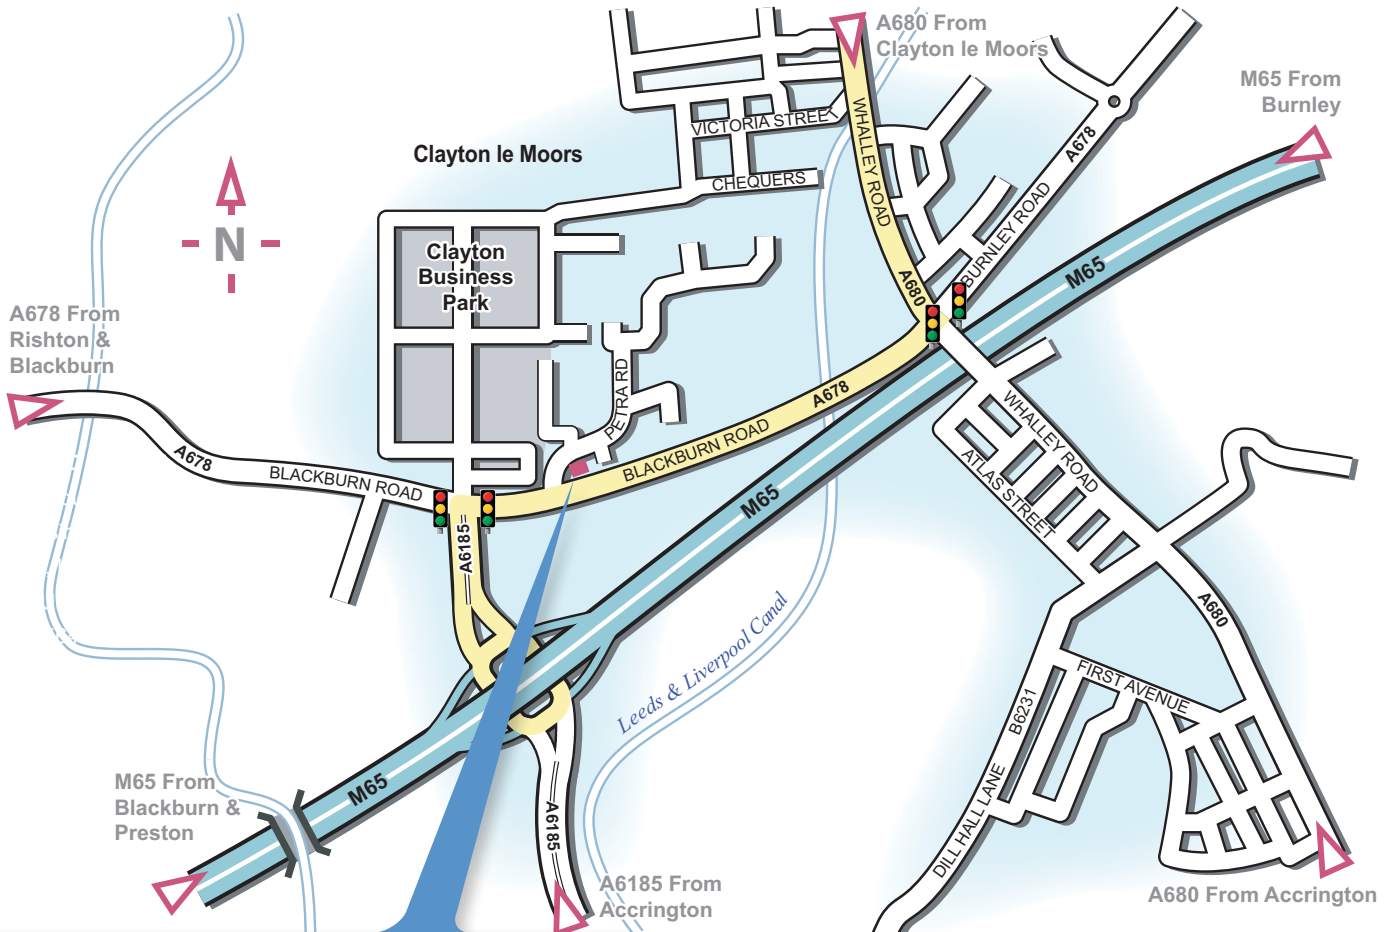 A680 From
Clayton le Moors
M65 From
Burnley
A678
VICTORIA STREET
WHALLEY ROAD
Clayton le Moors
CHEQUERS
BURNLEY ROAD
N
Clayton
Business
Park
M65
A680
A678 From
Rishton &
Blackburn
PETRA RD
A678
WHALLEY ROAD
BLACKBURN ROAD
A678
BLACKBURN ROAD
ATLAS STREET
M65
A6185
A680
Leeds & Liverpool Canal
FIRST AVENUE
B6231
M65 From
Blackburn &
Preston
M65
A6185
DILL HALL LANE
A6185 From
Accrington
A680 From Accrington